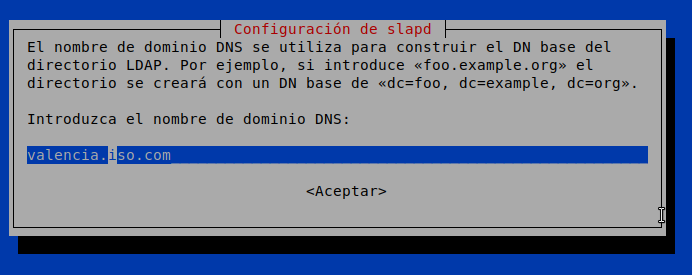 Configuración de slapd
El nombre de dominio DNS se utiliza para construir el DN base del
directorio LDAP. Por ejemplo, si introduce «foo.example.org» el
directorio se creará con un DN base de «dc=foo, dc=example, dc=org».
Introduzca el nombre de dominio DNS:
valencia.iso.com
<Aceptar>